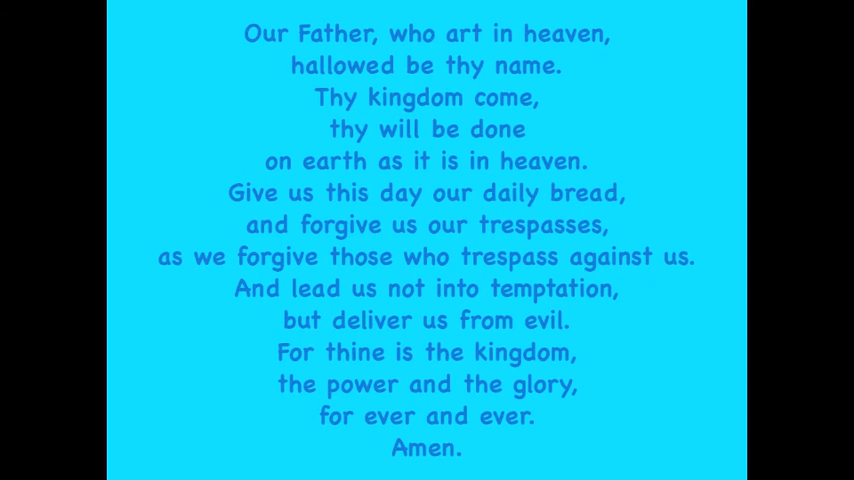 Our Father, who art in heaven,
hallowed be thy name.
Thy kingdom come,
thy will be done
on earth as it is in heaven.
Give us this day our daily bread,
and forgive us our trespasses,
as we forgive those who trespass against us.
And lead us not into temptation,
but deliver us from evil.
For thine is the kingdom,
the power and the glory,
for ever and ever.
Amen.